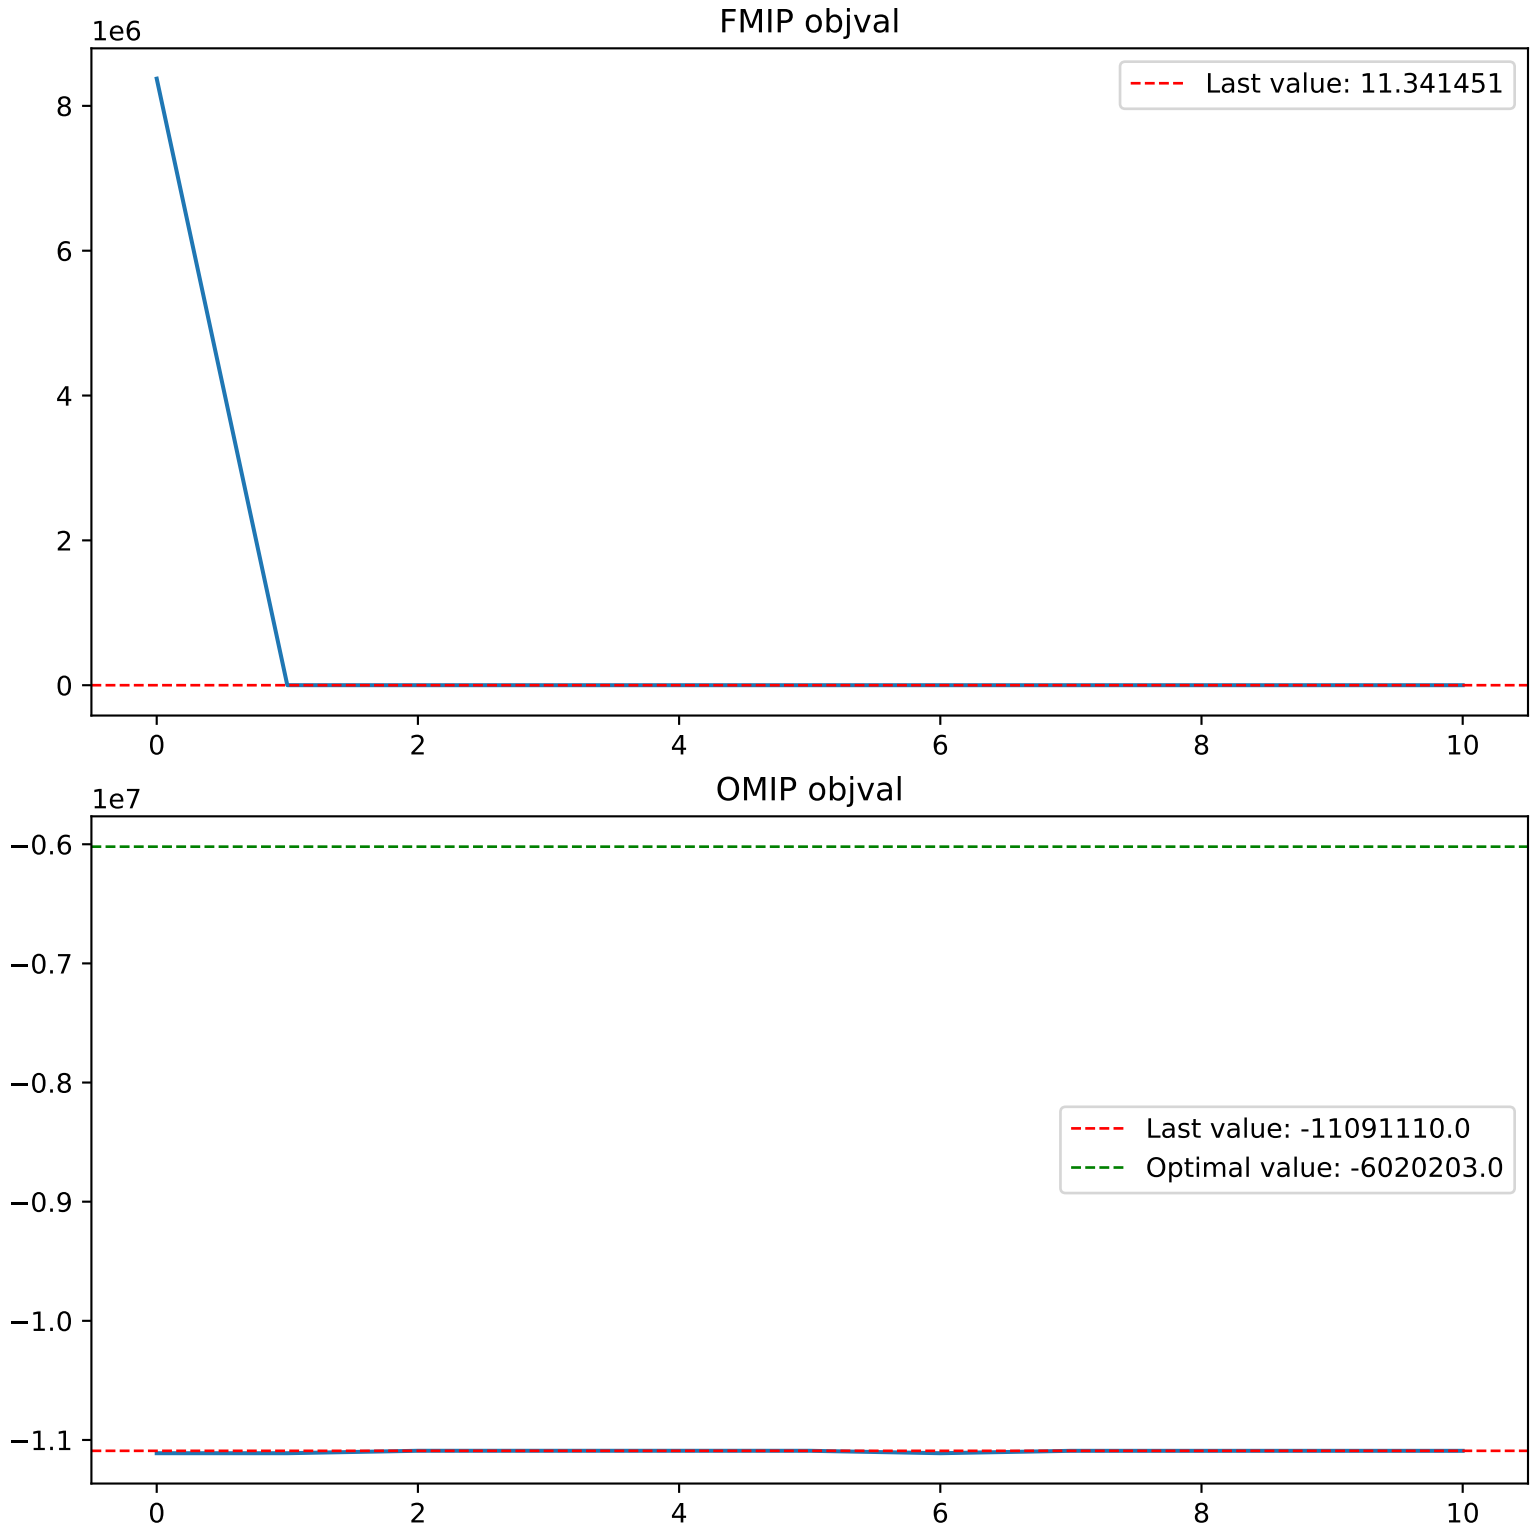 FMIP objval
1e6
Last value: 11.341451
8
6
4
2
0
0 2 4 6 8 10
OMIP objval
1e7
−0.6
−0.7
−0.8
−0.9
−1.0
−1.1
Last value: -11091110.0
Optimal value: -6020203.0
0 2 4 6 8 10